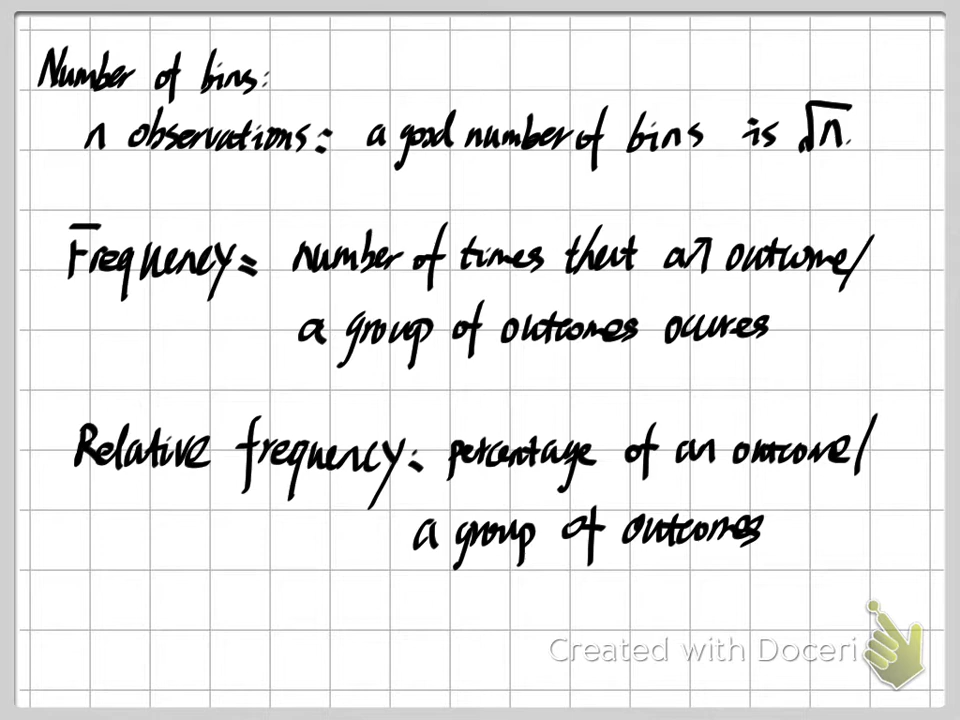 Number of bins:
n observations: a good number of bins is √n.
Frequency: number of times that an outcome/
a group of outcomes occures
Relative frequency: percentage of an outcome/
a group of outcomes
Created with Doceri